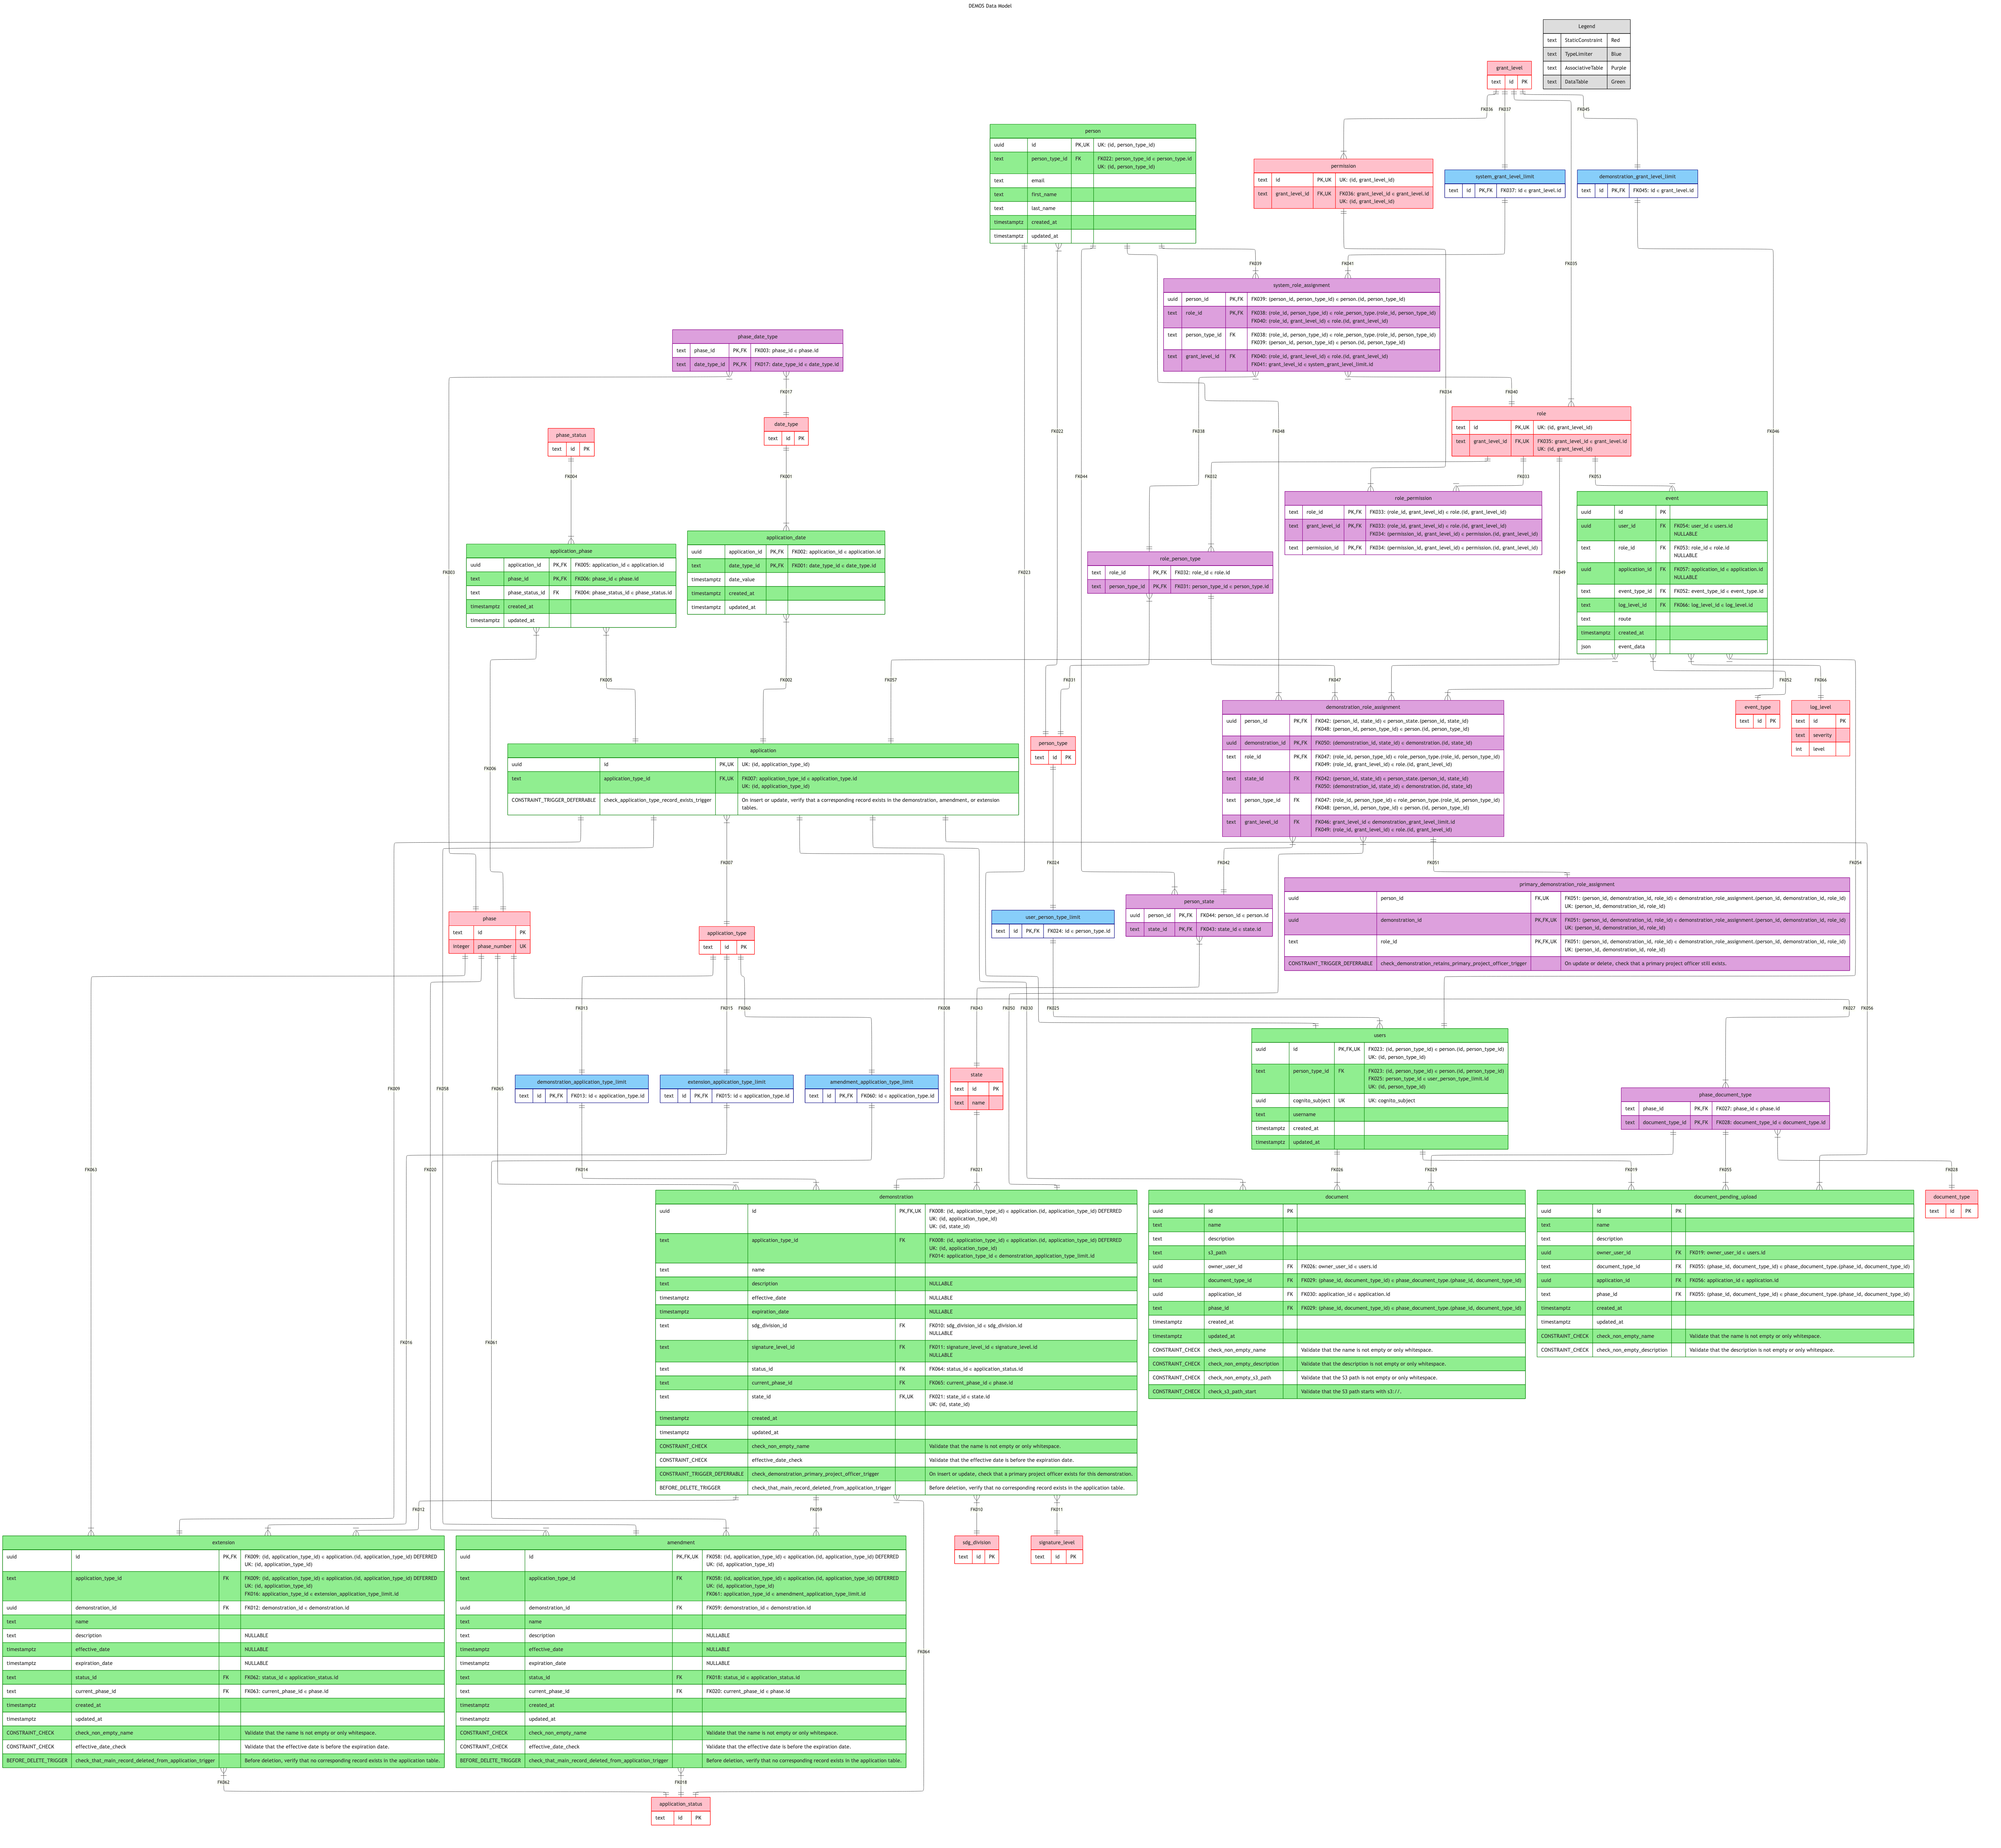 DEMOS Data Model
Legend
text StaticConstraint Red
text TypeLimiter Blue
text AssociativeTable Purple
text DataTable Green
grant_level
text id PK
FK036
FK037
FK045
person
uuid id PK,UK UK: (id, person_type_id)
text person_type_id FK FK022: person_type_id ε person_type.id
UK: (id, person_type_id)
text email
text first_name
text last_name
timestamptz created_at
timestamptz updated_at
permission
text id PK,UK UK: (id, grant_level_id)
text grant_level_id FK,UK FK036: grant_level_id ε grant_level.id
UK: (id, grant_level_id)
system_grant_level_limit
text id PK,FK FK037: id ε grant_level.id
demonstration_grant_level_limit
text id PK,FK FK045: id ε grant_level.id
FK039
FK041
FK035
system_role_assignment
uuid person_id PK,FK FK039: (person_id, person_type_id) ε person.(id, person_type_id)
text role_id PK,FK FK038: (role_id, person_type_id) ε role_person_type.(role_id, person_type_id)
FK040: (role_id, grant_level_id) ε role.(id, grant_level_id)
text person_type_id FK FK038: (role_id, person_type_id) ε role_person_type.(role_id, person_type_id)
FK039: (person_id, person_type_id) ε person.(id, person_type_id)
text grant_level_id FK FK040: (role_id, grant_level_id) ε role.(id, grant_level_id)
FK041: grant_level_id ε system_grant_level_limit.id
phase_date_type
text phase_id PK,FK FK003: phase_id ε phase.id
text date_type_id PK,FK FK017: date_type_id ε date_type.id
FK017
FK034
FK040
date_type
text id PK
phase_status
text id PK
role
text id PK,UK UK: (id, grant_level_id)
text grant_level_id FK,UK FK035: grant_level_id ε grant_level.id
UK: (id, grant_level_id)
FK022
FK038
FK048
FK046
FK044
FK004
FK001
FK032
FK033
FK053
role_permission
text role_id PK,FK FK033: (role_id, grant_level_id) ε role.(id, grant_level_id)
text grant_level_id PK,FK FK033: (role_id, grant_level_id) ε role.(id, grant_level_id)
FK034: (permission_id, grant_level_id) ε permission.(id, grant_level_id)
text permission_id PK,FK FK034: (permission_id, grant_level_id) ε permission.(id, grant_level_id)
event
uuid id PK
uuid user_id FK FK054: user_id ε users.id
NULLABLE
text role_id FK FK053: role_id ε role.id
NULLABLE
uuid application_id FK FK057: application_id ε application.id
NULLABLE
text event_type_id FK FK052: event_type_id ε event_type.id
text log_level_id FK FK066: log_level_id ε log_level.id
text route
timestamptz created_at
json event_data
application_phase
uuid application_id PK,FK FK005: application_id ε application.id
text phase_id PK,FK FK006: phase_id ε phase.id
text phase_status_id FK FK004: phase_status_id ε phase_status.id
timestamptz created_at
timestamptz updated_at
application_date
uuid application_id PK,FK FK002: application_id ε application.id
text date_type_id PK,FK FK001: date_type_id ε date_type.id
timestamptz date_value
timestamptz created_at
timestamptz updated_at
role_person_type
text role_id PK,FK FK032: role_id ε role.id
text person_type_id PK,FK FK031: person_type_id ε person_type.id
FK003
FK023
FK049
FK005
FK002
FK057
FK031
FK047
FK052
FK066
demonstration_role_assignment
uuid person_id PK,FK FK042: (person_id, state_id) ε person_state.(person_id, state_id)
FK048: (person_id, person_type_id) ε person.(id, person_type_id)
uuid demonstration_id PK,FK FK050: (demonstration_id, state_id) ε demonstration.(id, state_id)
text role_id PK,FK FK047: (role_id, person_type_id) ε role_person_type.(role_id, person_type_id)
FK049: (role_id, grant_level_id) ε role.(id, grant_level_id)
text state_id FK FK042: (person_id, state_id) ε person_state.(person_id, state_id)
FK050: (demonstration_id, state_id) ε demonstration.(id, state_id)
text person_type_id FK FK047: (role_id, person_type_id) ε role_person_type.(role_id, person_type_id)
FK048: (person_id, person_type_id) ε person.(id, person_type_id)
text grant_level_id FK FK046: grant_level_id ε demonstration_grant_level_limit.id
FK049: (role_id, grant_level_id) ε role.(id, grant_level_id)
event_type
text id PK
log_level
text id PK
text severity
int level
person_type
text id PK
application
uuid id PK,UK UK: (id, application_type_id)
text application_type_id FK,UK FK007: application_type_id ε application_type.id
UK: (id, application_type_id)
CONSTRAINT_TRIGGER_DEFERRABLE check_application_type_record_exists_trigger On insert or update, verify that a corresponding record exists in the demonstration, amendment, or extension
tables.
FK006
FK007
FK024
FK042
FK051
FK054
primary_demonstration_role_assignment
uuid person_id FK,UK FK051: (person_id, demonstration_id, role_id) ε demonstration_role_assignment.(person_id, demonstration_id, role_id)
UK: (person_id, demonstration_id, role_id)
uuid demonstration_id PK,FK,UK FK051: (person_id, demonstration_id, role_id) ε demonstration_role_assignment.(person_id, demonstration_id, role_id)
UK: (person_id, demonstration_id, role_id)
text role_id PK,FK,UK FK051: (person_id, demonstration_id, role_id) ε demonstration_role_assignment.(person_id, demonstration_id, role_id)
UK: (person_id, demonstration_id, role_id)
CONSTRAINT_TRIGGER_DEFERRABLE check_demonstration_retains_primary_project_officer_trigger On update or delete, check that a primary project officer still exists.
person_state
uuid person_id PK,FK FK044: person_id ε person.id
text state_id PK,FK FK043: state_id ε state.id
user_person_type_limit
text id PK,FK FK024: id ε person_type.id
phase
text id PK
integer phase_number UK
application_type
text id PK
FK013
FK015
FK060
FK008
FK043
FK050
FK030
FK025
FK027
FK056
users
uuid id PK,FK,UK FK023: (id, person_type_id) ε person.(id, person_type_id)
UK: (id, person_type_id)
text person_type_id FK FK023: (id, person_type_id) ε person.(id, person_type_id)
FK025: person_type_id ε user_person_type_limit.id
UK: (id, person_type_id)
uuid cognito_subject UK UK: cognito_subject
text username
timestamptz created_at
timestamptz updated_at
state
text id PK
text name
demonstration_application_type_limit
text id PK,FK FK013: id ε application_type.id
extension_application_type_limit
text id PK,FK FK015: id ε application_type.id
amendment_application_type_limit
text id PK,FK FK060: id ε application_type.id
phase_document_type
text phase_id PK,FK FK027: phase_id ε phase.id
text document_type_id PK,FK FK028: document_type_id ε document_type.id
FK009
FK058
FK065
FK063
FK020
FK014
FK021
FK026
FK029
FK019
FK055
FK028
demonstration
uuid id PK,FK,UK FK008: (id, application_type_id) ε application.(id, application_type_id) DEFERRED
UK: (id, application_type_id)
UK: (id, state_id)
text application_type_id FK FK008: (id, application_type_id) ε application.(id, application_type_id) DEFERRED
UK: (id, application_type_id)
FK014: application_type_id ε demonstration_application_type_limit.id
text name
text description NULLABLE
timestamptz effective_date NULLABLE
timestamptz expiration_date NULLABLE
text sdg_division_id FK FK010: sdg_division_id ε sdg_division.id
NULLABLE
text signature_level_id FK FK011: signature_level_id ε signature_level.id
NULLABLE
text status_id FK FK064: status_id ε application_status.id
text current_phase_id FK FK065: current_phase_id ε phase.id
text state_id FK,UK FK021: state_id ε state.id
UK: (id, state_id)
timestamptz created_at
timestamptz updated_at
CONSTRAINT_CHECK check_non_empty_name Validate that the name is not empty or only whitespace.
CONSTRAINT_CHECK effective_date_check Validate that the effective date is before the expiration date.
CONSTRAINT_TRIGGER_DEFERRABLE check_demonstration_primary_project_officer_trigger On insert or update, check that a primary project officer exists for this demonstration.
BEFORE_DELETE_TRIGGER check_that_main_record_deleted_from_application_trigger Before deletion, verify that no corresponding record exists in the application table.
document
uuid id PK
text name
text description
text s3_path
uuid owner_user_id FK FK026: owner_user_id ε users.id
text document_type_id FK FK029: (phase_id, document_type_id) ε phase_document_type.(phase_id, document_type_id)
uuid application_id FK FK030: application_id ε application.id
text phase_id FK FK029: (phase_id, document_type_id) ε phase_document_type.(phase_id, document_type_id)
timestamptz created_at
timestamptz updated_at
CONSTRAINT_CHECK check_non_empty_name Validate that the name is not empty or only whitespace.
CONSTRAINT_CHECK check_non_empty_description Validate that the description is not empty or only whitespace.
CONSTRAINT_CHECK check_non_empty_s3_path Validate that the S3 path is not empty or only whitespace.
CONSTRAINT_CHECK check_s3_path_start Validate that the S3 path starts with s3://.
document_pending_upload
uuid id PK
text name
text description
uuid owner_user_id FK FK019: owner_user_id ε users.id
text document_type_id FK FK055: (phase_id, document_type_id) ε phase_document_type.(phase_id, document_type_id)
uuid application_id FK FK056: application_id ε application.id
text phase_id FK FK055: (phase_id, document_type_id) ε phase_document_type.(phase_id, document_type_id)
timestamptz created_at
timestamptz updated_at
CONSTRAINT_CHECK check_non_empty_name Validate that the name is not empty or only whitespace.
CONSTRAINT_CHECK check_non_empty_description Validate that the description is not empty or only whitespace.
document_type
text id PK
FK016
FK061
FK012
FK059
FK010
FK011
sdg_division
text id PK
signature_level
text id PK
extension
uuid id PK,FK FK009: (id, application_type_id) ε application.(id, application_type_id) DEFERRED
UK: (id, application_type_id)
text application_type_id FK FK009: (id, application_type_id) ε application.(id, application_type_id) DEFERRED
UK: (id, application_type_id)
FK016: application_type_id ε extension_application_type_limit.id
uuid demonstration_id FK FK012: demonstration_id ε demonstration.id
text name
text description NULLABLE
timestamptz effective_date NULLABLE
timestamptz expiration_date NULLABLE
text status_id FK FK062: status_id ε application_status.id
text current_phase_id FK FK063: current_phase_id ε phase.id
timestamptz created_at
timestamptz updated_at
CONSTRAINT_CHECK check_non_empty_name Validate that the name is not empty or only whitespace.
CONSTRAINT_CHECK effective_date_check Validate that the effective date is before the expiration date.
BEFORE_DELETE_TRIGGER check_that_main_record_deleted_from_application_trigger Before deletion, verify that no corresponding record exists in the application table.
amendment
uuid id PK,FK,UK FK058: (id, application_type_id) ε application.(id, application_type_id) DEFERRED
UK: (id, application_type_id)
text application_type_id FK FK058: (id, application_type_id) ε application.(id, application_type_id) DEFERRED
UK: (id, application_type_id)
FK061: application_type_id ε amendment_application_type_limit.id
uuid demonstration_id FK FK059: demonstration_id ε demonstration.id
text name
text description NULLABLE
timestamptz effective_date NULLABLE
timestamptz expiration_date NULLABLE
text status_id FK FK018: status_id ε application_status.id
text current_phase_id FK FK020: current_phase_id ε phase.id
timestamptz created_at
timestamptz updated_at
CONSTRAINT_CHECK check_non_empty_name Validate that the name is not empty or only whitespace.
CONSTRAINT_CHECK effective_date_check Validate that the effective date is before the expiration date.
BEFORE_DELETE_TRIGGER check_that_main_record_deleted_from_application_trigger Before deletion, verify that no corresponding record exists in the application table.
FK064
FK062
FK018
application_status
text id PK